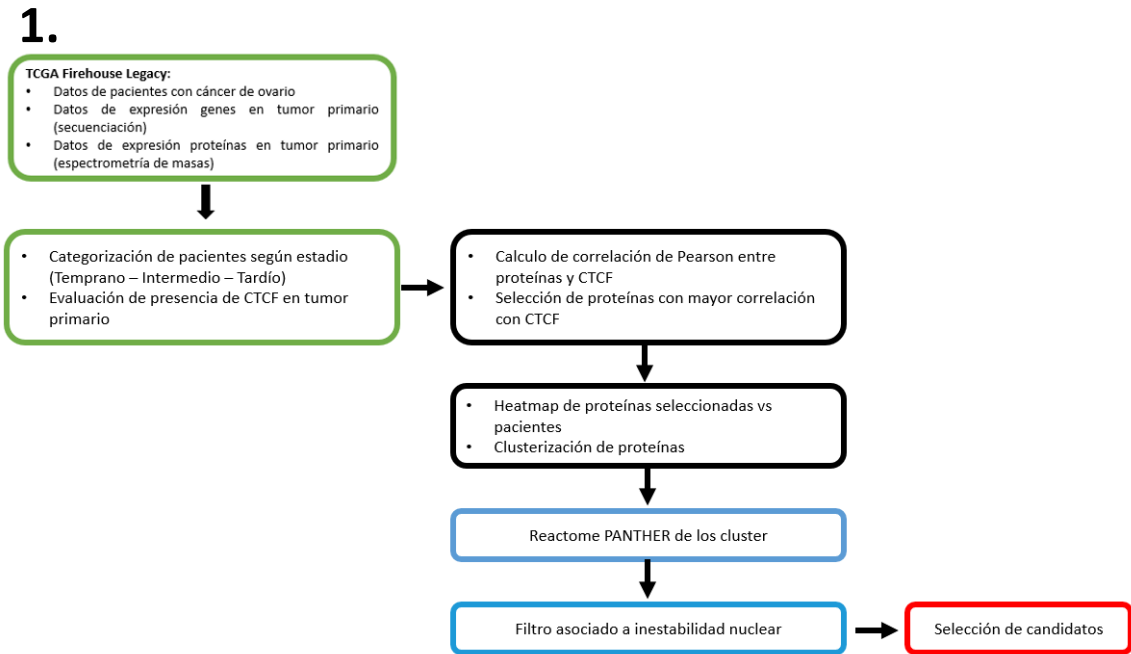 1.
TCGA Firehouse Legacy:
• Datos de pacientes con cáncer de ovario
• Datos de expresión genes en tumor primario
(secuenciación)
• Datos de expresión proteínas en tumor primario
(espectrometría de masas)
• Categorización de pacientes según estadio
(Temprano – Intermedio – Tardío)
• Evaluación de presencia de CTCF en tumor
primario
• Calculo de correlación de Pearson entre
proteínas y CTCF
• Selección de proteínas con mayor correlación
con CTCF
• Heatmap de proteínas seleccionadas vs
pacientes
• Clusterización de proteínas
Reactome PANTHER de los cluster
Filtro asociado a inestabilidad nuclear
Selección de candidatos